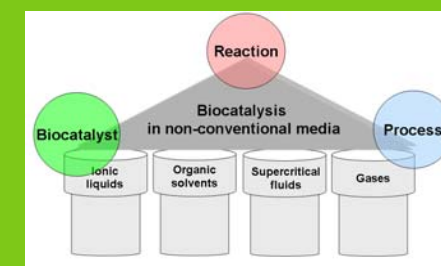 Reaction
Biocatalysis
in non-conventional media
Biocatalyst
Process
Ionic
liquids
Organic
solvents
Supercritical
fluids
Gases